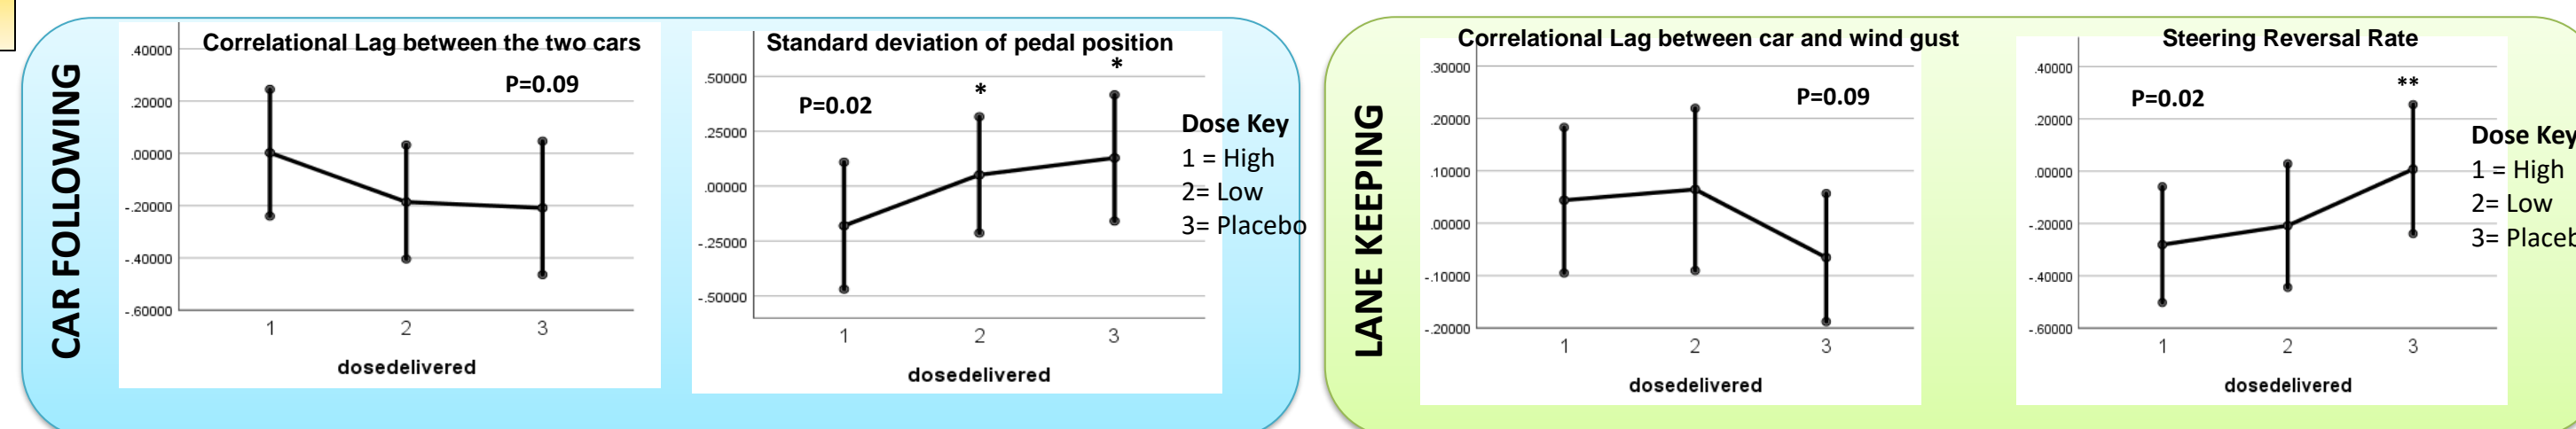 CAR FOLLOWING
Correlational Lag between the two cars
P=0.09
.40000
.20000
.00000
-.20000
-.40000
-.60000
1 2 3
dosedelivered
Standard deviation of pedal position
P=0.02
*
*
.50000
.25000
.00000
-.25000
-.50000
1 2 3
dosedelivered
Dose Key
1 = High
2= Low
3= Placebo
LANE KEEPING
Correlational Lag between car and wind gust
P=0.09
.30000
.20000
.10000
.00000
-.10000
-.20000
1 2 3
dosedelivered
Steering Reversal Rate
P=0.02
**
.40000
.20000
.00000
-.20000
-.40000
-.60000
1 2 3
dosedelivered
Dose Key
1 = High
2= Low
3= Placeb